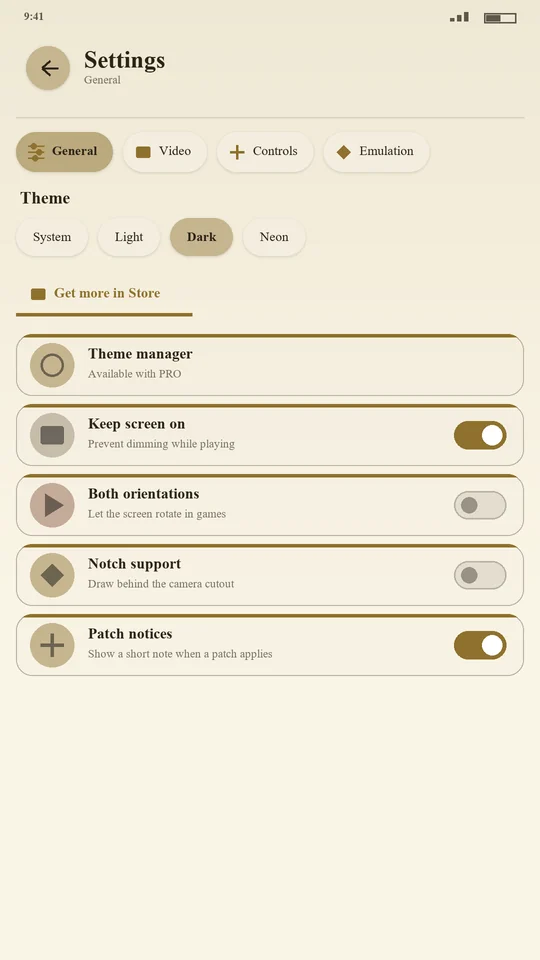 9:41
Settings
General
General
Video
Controls
Emulation
Theme
System
Light
Dark
Neon
Get more in Store
Theme manager
Available with PRO
Keep screen on
Prevent dimming while playing
Both orientations
Let the screen rotate in games
Notch support
Draw behind the camera cutout
Patch notices
Show a short note when a patch applies